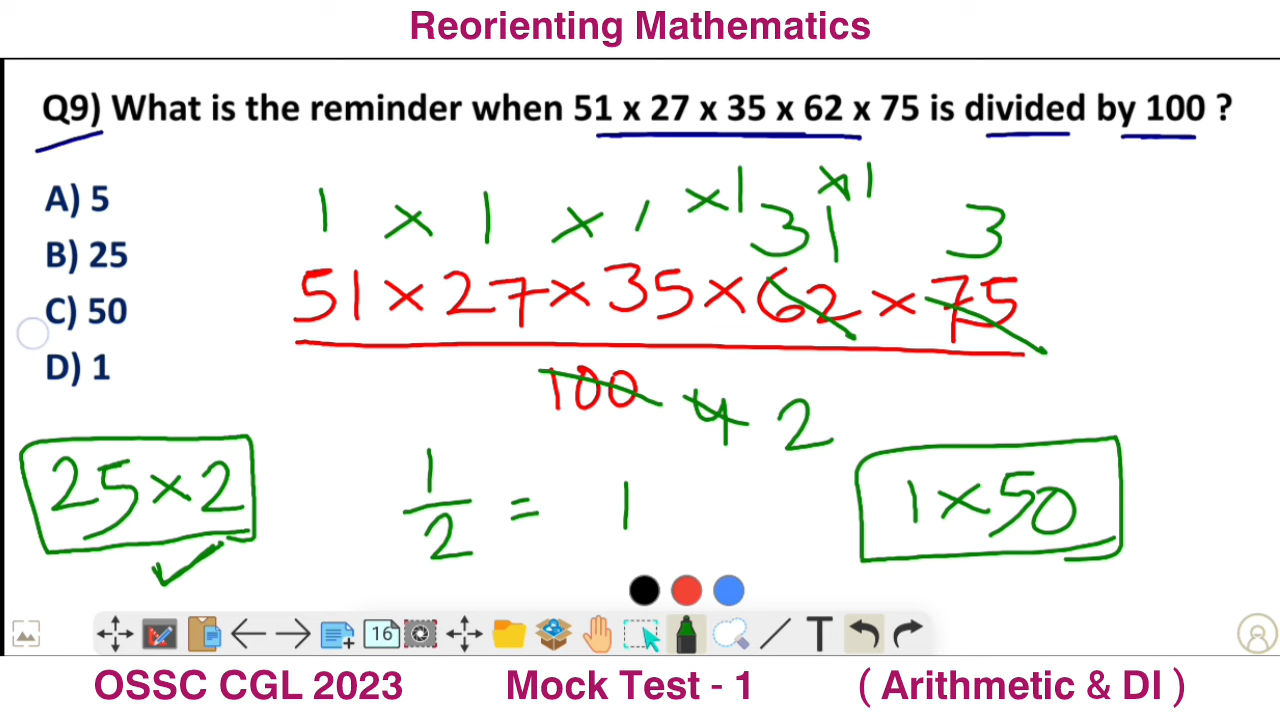 Reorienting Mathematics
Q9) What is the reminder when 51 x 27 x 35 x 62 x 75 is divided by 100 ?
A) 5
B) 25
C) 50
D) 1
1 × 1 × 1 ×1 ×1
31 3
51 × 27 × 35 × 62 × 75
100 4 2
25 × 2
1/2 = 1
1 × 50
16
T
OSSC CGL 2023 Mock Test - 1 ( Arithmetic & DI )